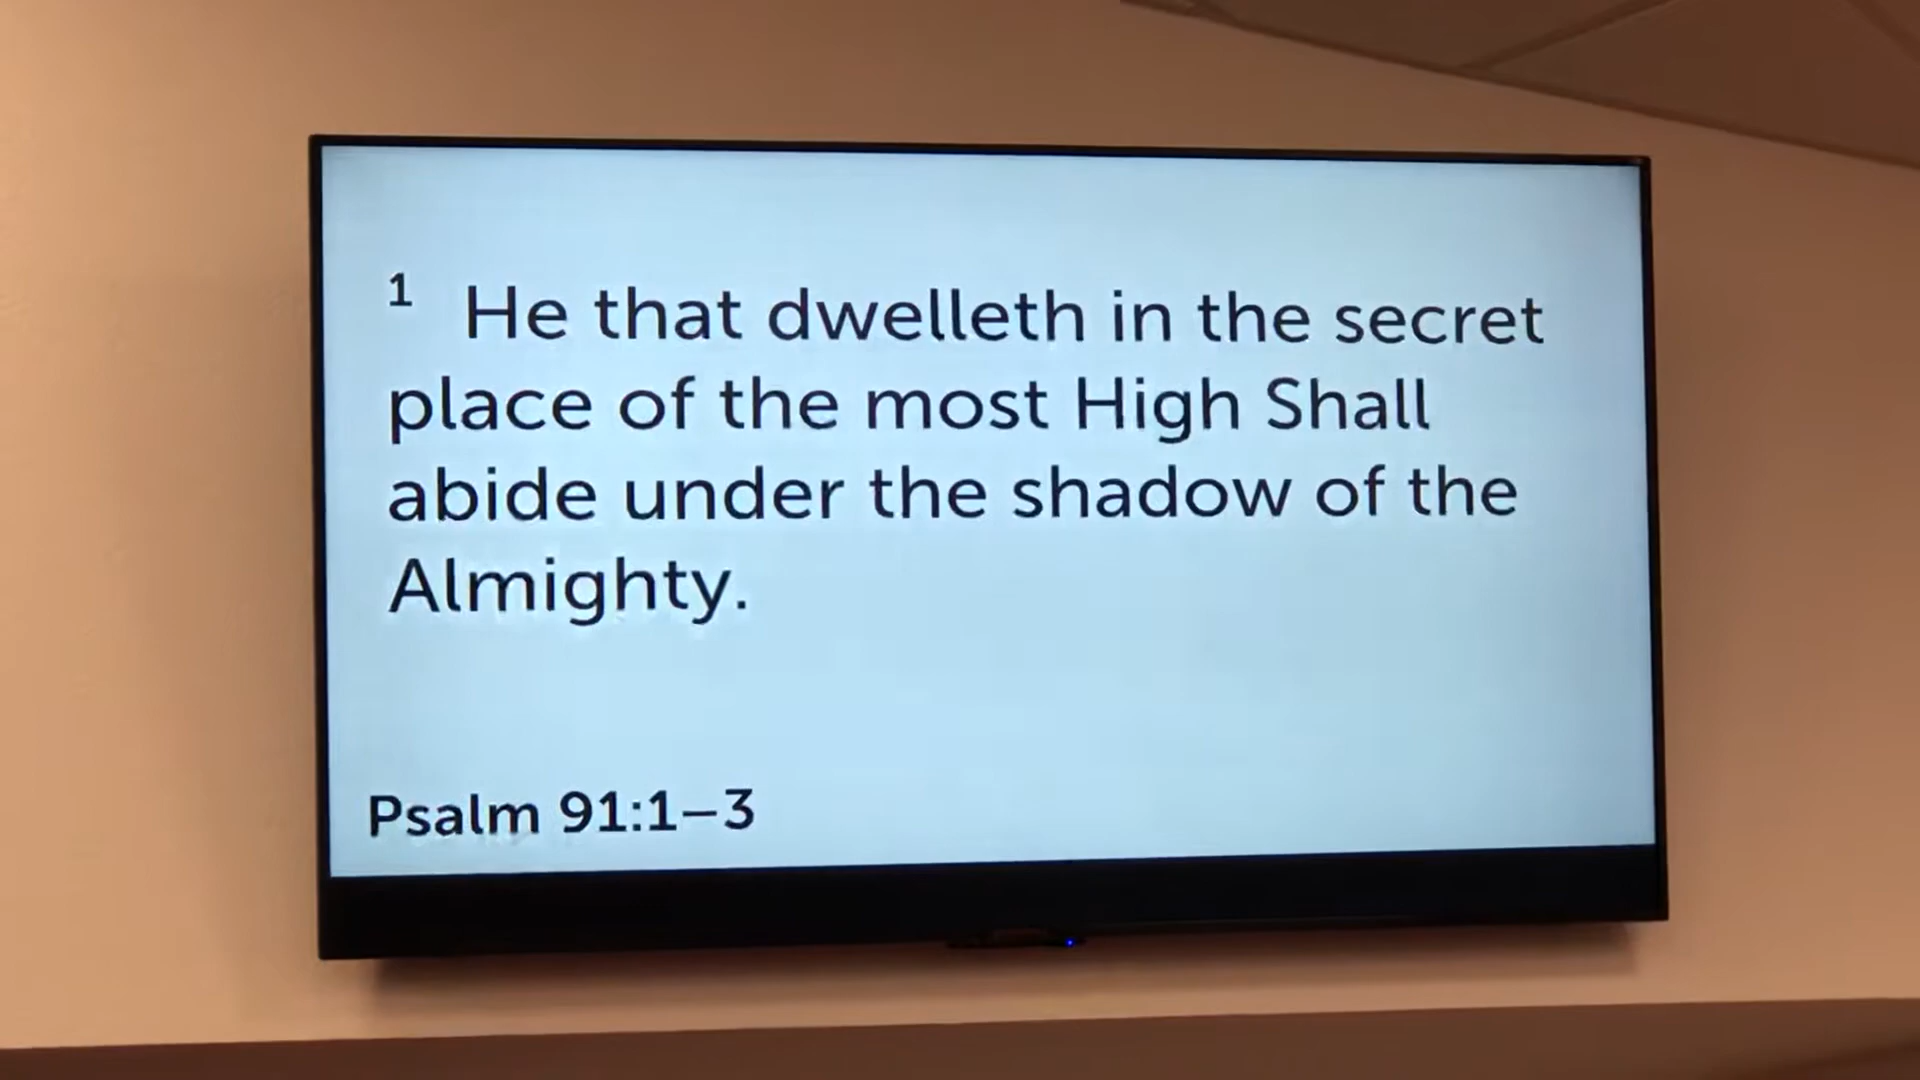 1 He that dwelleth in the secret
place of the most High Shall
abide under the shadow of the
Almighty.
Psalm 91:1–3